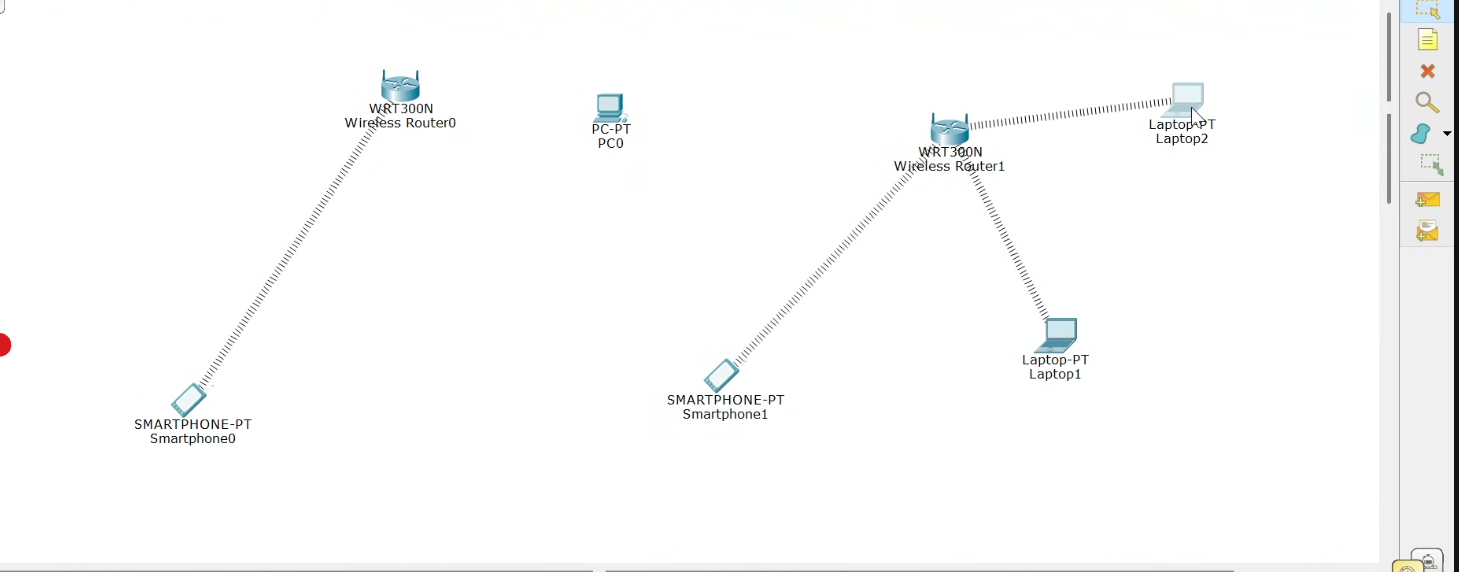 WRT300N
Wireless Router0
PC-PT
PC0
WRT300N
Wireless Router1
Laptop-PT
Laptop2
SMARTPHONE-PT
Smartphone0
SMARTPHONE-PT
Smartphone1
Laptop-PT
Laptop1